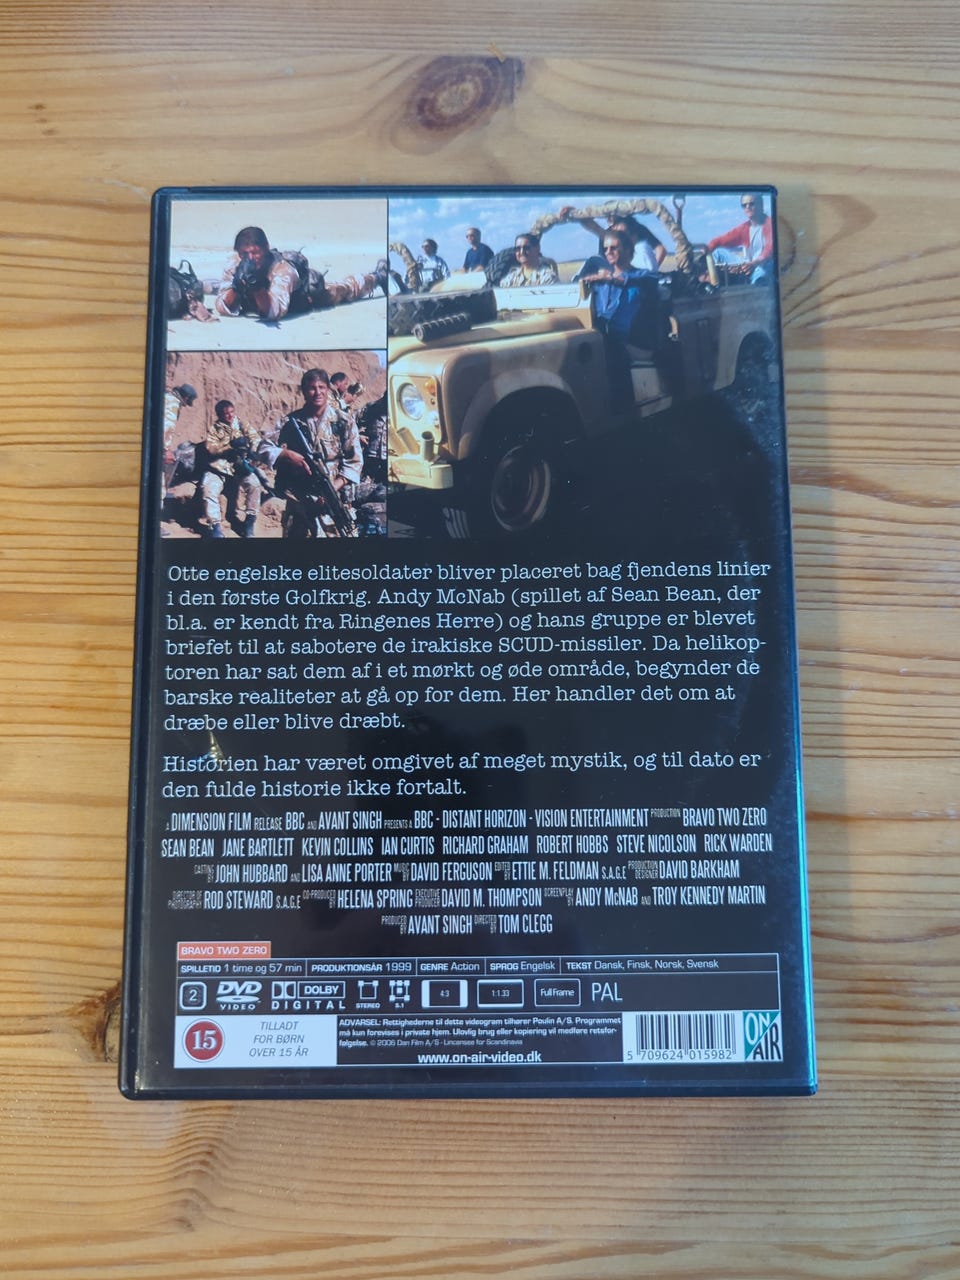 Otte engelske elitesoldater bliver placeret bag fjendens linier
i den første Golfkrig. Andy McNab (spillet af Sean Bean, der
bl.a. er kendt fra Ringenes Herre) og hans gruppe er blevet
briefet til at sabotere de irakiske SCUD-missiler. Da helikop-
toren har sat dem af i et mørkt og øde område, begynder de
barske realiteter at gå op for dem. Her handler det om at
dræbe eller blive dræbt.
Historien har været omgivet af meget mystik, og til dato er
den fulde historie ikke fortalt.
A DIMENSION FILM RELEASE BBC AND AVANT SINGH PRESENTS A BBC - DISTANT HORIZON - VISION ENTERTAINMENT PRODUCTION BRAVO TWO ZERO
SEAN BEAN JANE BARTLETT KEVIN COLLINS IAN CURTIS RICHARD GRAHAM ROBERT HOBBS STEVE NICOLSON RICK WARDEN
CASTING BY JOHN HUBBARD AND LISA ANNE PORTER MUSIC BY DAVID FERGUSON EDITED BY ETTIE M. FELDMAN S.A.G.E PRODUCTION DESIGNER DAVID BARKHAM
DIRECTOR OF PHOTOGRAPHY ROD STEWARD S.A.G.E CO-PRODUCED BY HELENA SPRING EXECUTIVE PRODUCER DAVID M. THOMPSON SCREENPLAY BY ANDY McNAB AND TROY KENNEDY MARTIN
PRODUCED BY AVANT SINGH DIRECTED BY TOM CLEGG
BRAVO TWO ZERO
SPILLETID 1 time og 57 min PRODUKTIONSÅR 1999 GENRE Action SPROG Engelsk TEKST Dansk, Finsk, Norsk, Svensk
2 DVD VIDEO DOLBY DIGITAL STEREO 5.1 4:3 1:1.33 Full Frame PAL
15 TILLADT
FOR BØRN
OVER 15 ÅR
ADVARSEL: Rettighederne til dette videogram tilhører Poulin A/S. Programmet
må kun forevises i private hjem. Ulovlig brug eller kopiering vil medføre retsfor-
følgelse. © 2006 Dan Film A/S - Licensee for Scandinavia
www.on-air-video.dk
5 709624 015982
ON AIR